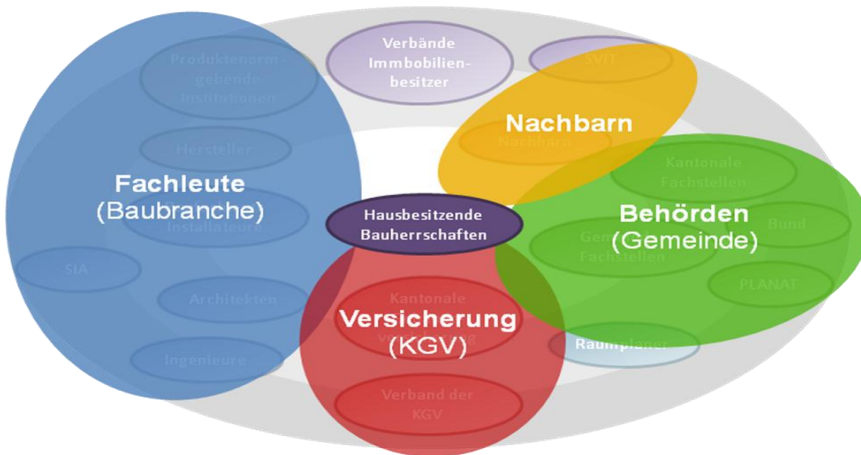 Produktenorm-
gebende
Institutionen
Verbände
Immobilien-
besitzer
SVIT
Nachbarn
Nachbarn
Hersteller
Kantonale
Fachstellen
Fachleute
(Baubranche)
Installateure
Hausbesitzende
Bauherrschaften
Behörden
(Gemeinde)
Bund
Fachstellen
SIA
PLANAT
Architekten
Kantonale
Versicherung
(KGV)
Raumplaner
Ingenieure
Verband der
KGV